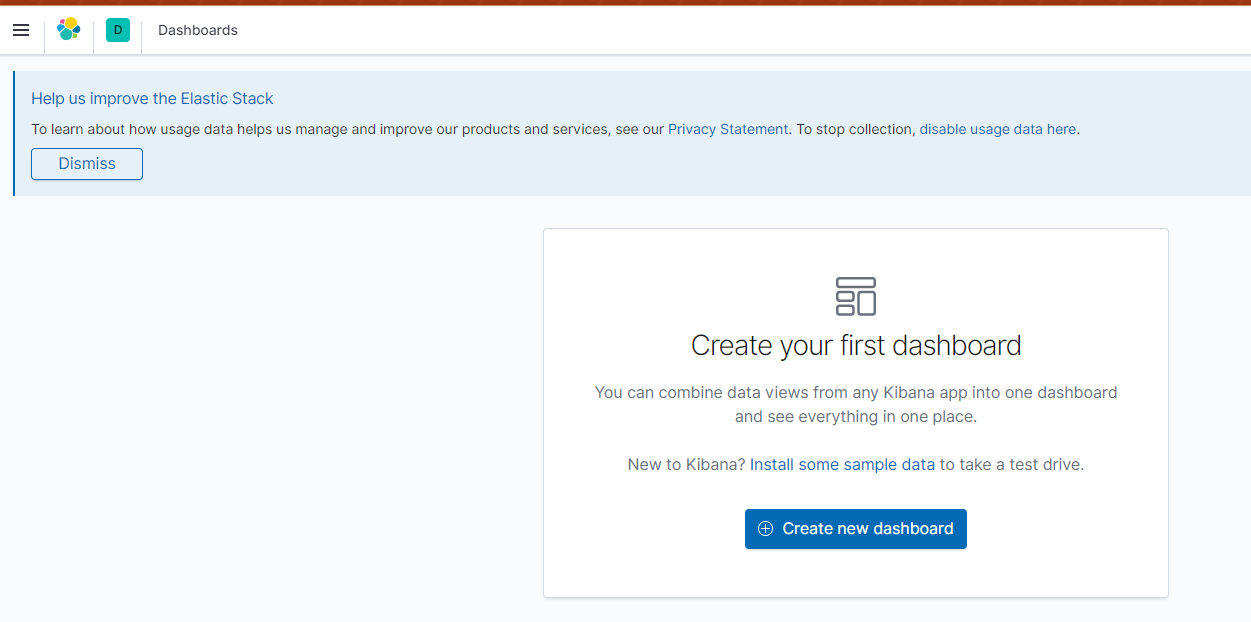 D
Dashboards
Help us improve the Elastic Stack
To learn about how usage data helps us manage and improve our products and services, see our Privacy Statement. To stop collection, disable usage data here.
Dismiss
Create your first dashboard
You can combine data views from any Kibana app into one dashboard
and see everything in one place.
New to Kibana? Install some sample data to take a test drive.
Create new dashboard